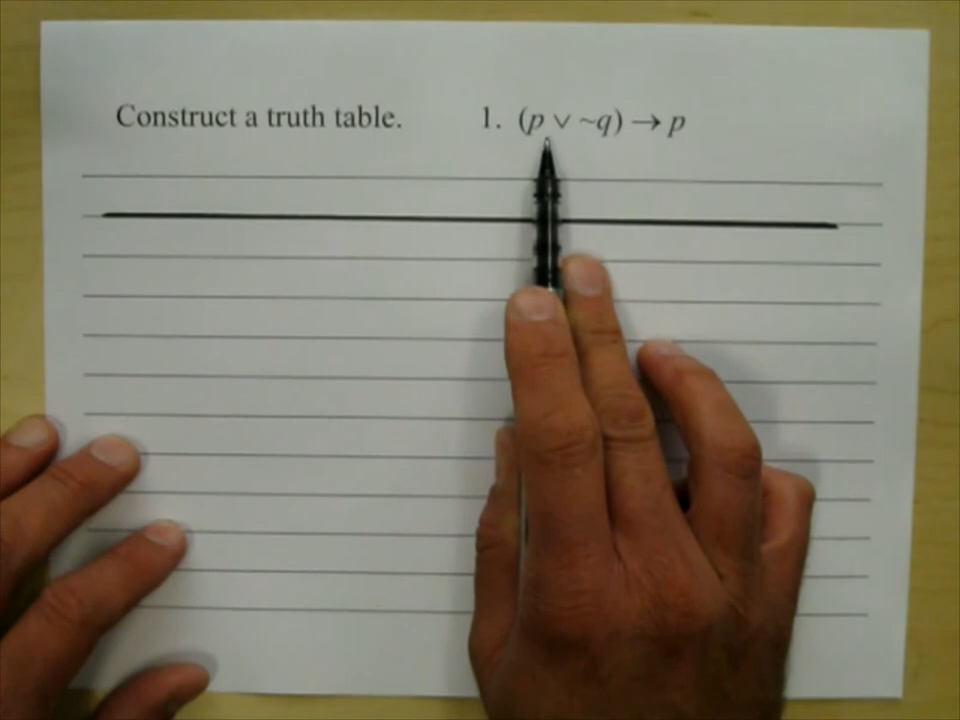 Construct a truth table. 1. (p ∨ ~q) → p